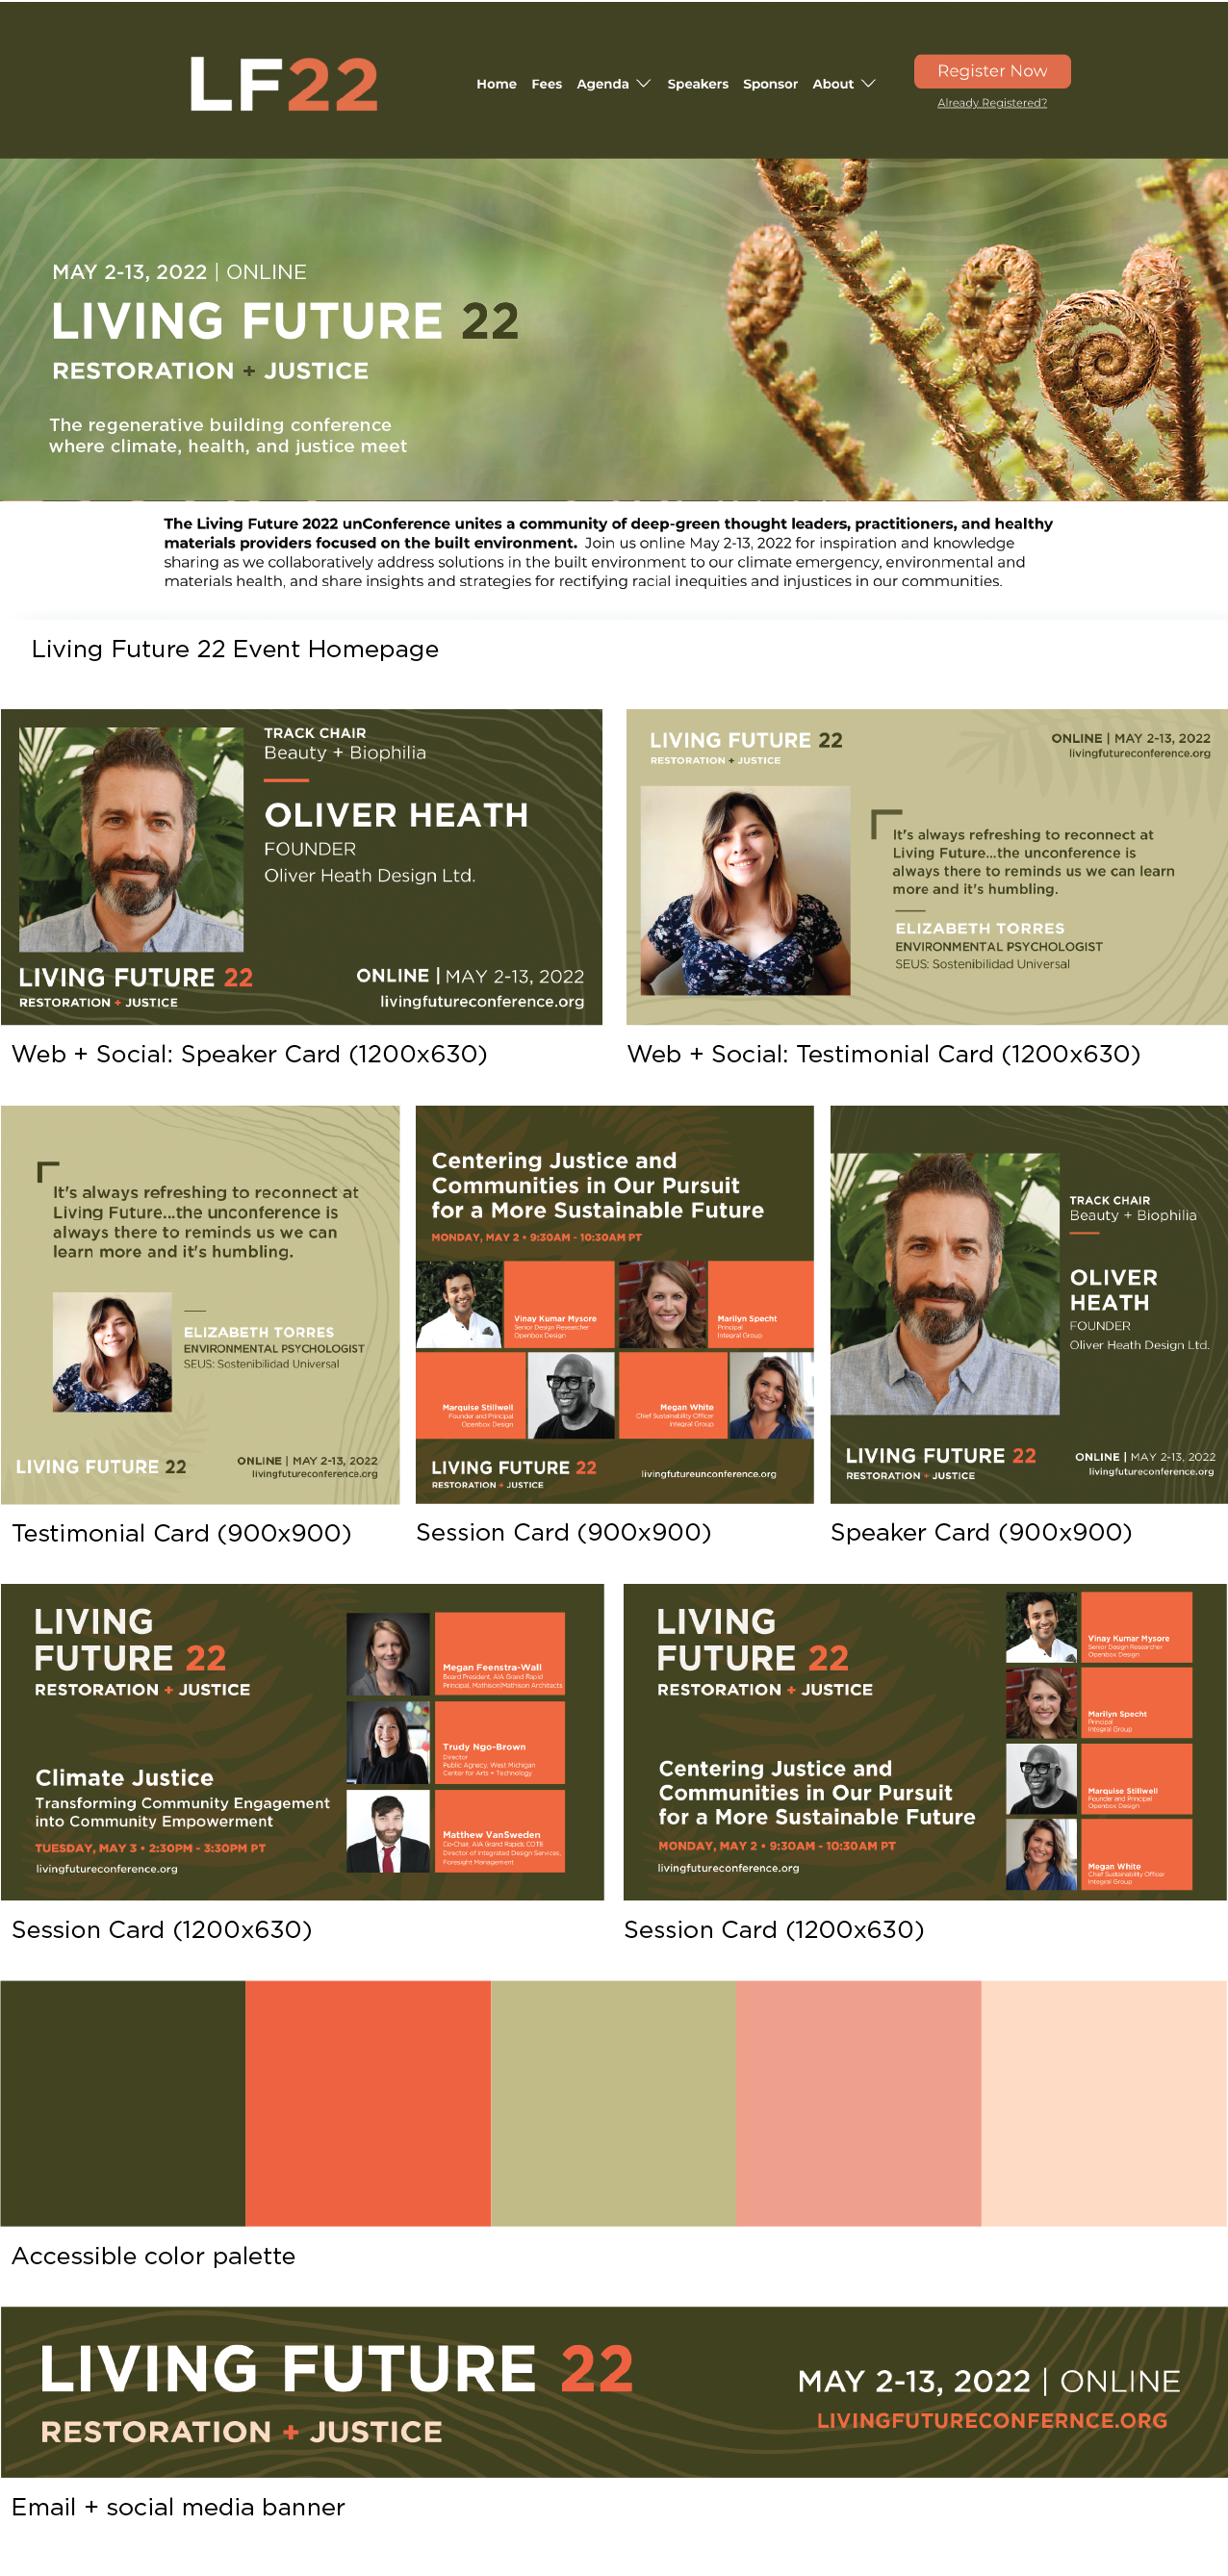 LF22
Home Fees Agenda Speakers Sponsor About
Register Now
Already Registered?
MAY 2-13, 2022 | ONLINE
LIVING FUTURE 22
RESTORATION + JUSTICE
The regenerative building conference
where climate, health, and justice meet
The Living Future 2022 unConference unites a community of deep-green thought leaders, practitioners, and healthy
materials providers focused on the built environment. Join us online May 2-13, 2022 for inspiration and knowledge
sharing as we collaboratively address solutions in the built environment to our climate emergency, environmental and
materials health, and share insights and strategies for rectifying racial inequities and injustices in our communities.
Living Future 22 Event Homepage
TRACK CHAIR
Beauty + Biophilia
OLIVER HEATH
FOUNDER
Oliver Heath Design Ltd.
LIVING FUTURE 22
RESTORATION + JUSTICE
ONLINE | MAY 2-13, 2022
livingfutureconference.org
Web + Social: Speaker Card (1200x630)
LIVING FUTURE 22
RESTORATION + JUSTICE
ONLINE | MAY 2-13, 2022
livingfutureconference.org
It's always refreshing to reconnect at
Living Future...the unconference is
always there to reminds us we can learn
more and it's humbling.
ELIZABETH TORRES
ENVIRONMENTAL PSYCHOLOGIST
SEUS: Sostenibilidad Universal
Web + Social: Testimonial Card (1200x630)
It's always refreshing to reconnect at
Living Future...the unconference is
always there to reminds us we can
learn more and it's humbling.
ELIZABETH TORRES
ENVIRONMENTAL PSYCHOLOGIST
SEUS: Sostenibilidad Universal
LIVING FUTURE 22
ONLINE | MAY 2-13, 2022
livingfutureconference.org
Testimonial Card (900x900)
Centering Justice and
Communities in Our Pursuit
for a More Sustainable Future
MONDAY, MAY 2 • 9:30AM - 10:30AM PT
Vinay Kumar Mysore
Senior Design Researcher
Openbox Design
Marilyn Specht
Principal
Integral Group
Marquise Stillwell
Founder and Principal
Openbox Design
Megan White
Chief Sustainability Officer
Integral Group
LIVING FUTURE 22
RESTORATION + JUSTICE
livingfutureunconference.org
Session Card (900x900)
TRACK CHAIR
Beauty + Biophilia
OLIVER
HEATH
FOUNDER
Oliver Heath Design Ltd.
LIVING FUTURE 22
RESTORATION + JUSTICE
ONLINE | MAY 2-13, 2022
livingfutureconference.org
Speaker Card (900x900)
LIVING
FUTURE 22
RESTORATION + JUSTICE
Climate Justice
Transforming Community Engagement
into Community Empowerment
TUESDAY, MAY 3 • 2:30PM - 3:30PM PT
livingfutureconference.org
Megan Feenstra-Wall
Board President, AIA Grand Rapid
Principal, Mathison|Mathison Architects
Trudy Ngo-Brown
Director
Public Agnecy, West Michigan
Center for Arts + Technology
Matthew VanSweden
Co-Chair, AIA Grand Rapids COTE
Director of Integrated Design Services,
Foresight Management
Session Card (1200x630)
LIVING
FUTURE 22
RESTORATION + JUSTICE
Centering Justice and
Communities in Our Pursuit
for a More Sustainable Future
MONDAY, MAY 2 • 9:30AM - 10:30AM PT
livingfutureconference.org
Vinay Kumar Mysore
Senior Design Researcher
Openbox Design
Marilyn Specht
Principal
Integral Group
Marquise Stillwell
Founder and Principal
Openbox Design
Megan White
Chief Sustainability Officer
Integral Group
Session Card (1200x630)
Accessible color palette
LIVING FUTURE 22
RESTORATION + JUSTICE
MAY 2-13, 2022 | ONLINE
LIVINGFUTURECONFERNCE.ORG
Email + social media banner